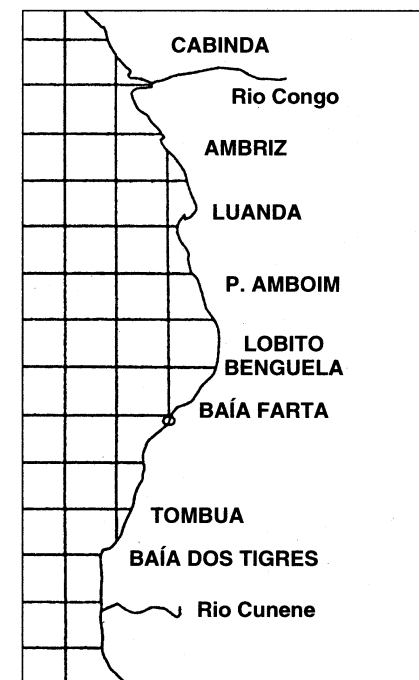 CABINDA
Rio Congo
AMBRIZ
LUANDA
P. AMBOIM
LOBITO
BENGUELA
BAÍA FARTA
TOMBUA
BAÍA DOS TIGRES
Rio Cunene